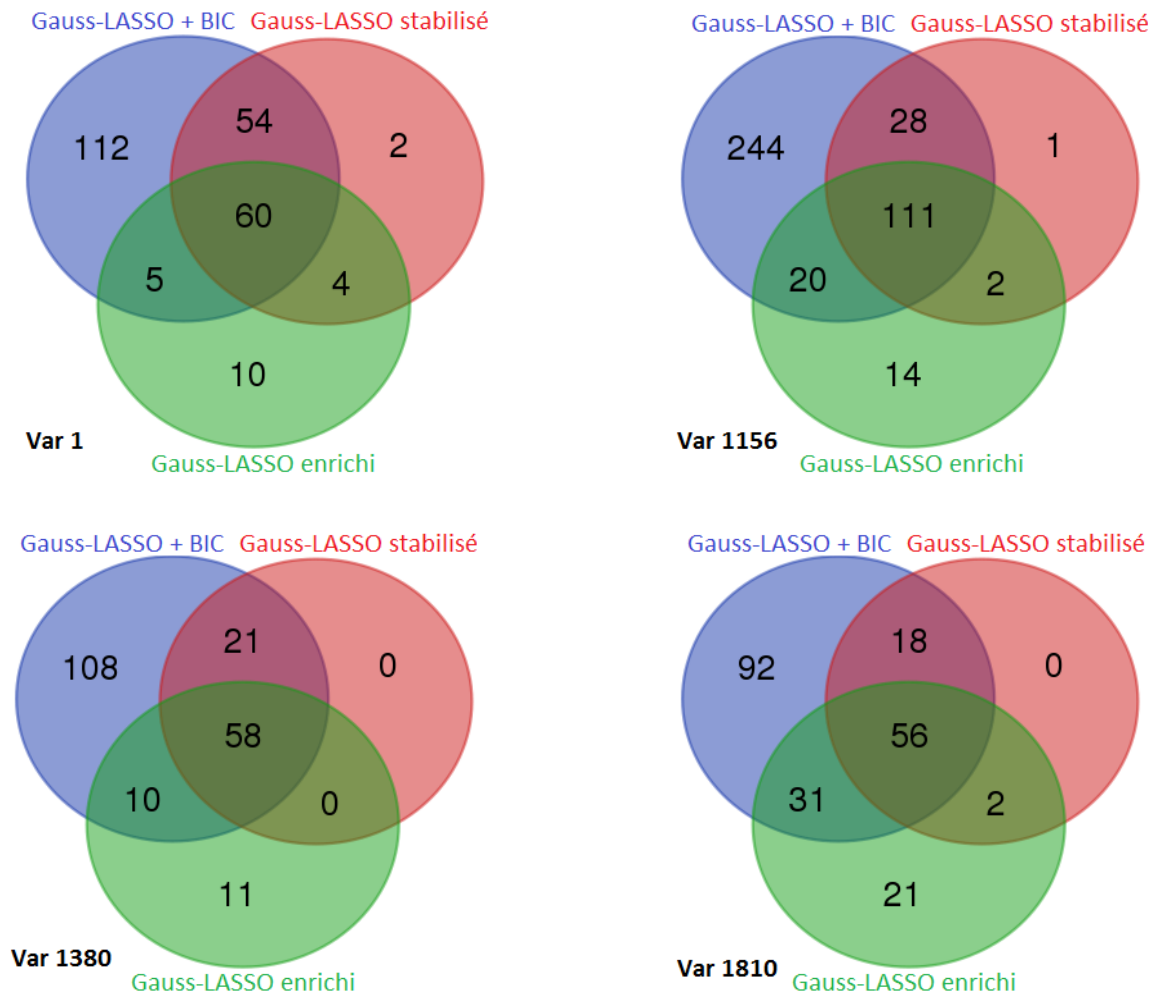 Gauss-LASSO + BIC Gauss-LASSO stabilisé
112
54
2
60
5
4
10
Var 1
Gauss-LASSO enrichi
Gauss-LASSO + BIC Gauss-LASSO stabilisé
244
28
1
111
20
2
14
Var 1156
Gauss-LASSO enrichi
Gauss-LASSO + BIC Gauss-LASSO stabilisé
108
21
0
58
10
0
11
Var 1380
Gauss-LASSO enrichi
Gauss-LASSO + BIC Gauss-LASSO stabilisé
92
18
0
56
31
2
21
Var 1810
Gauss-LASSO enrichi